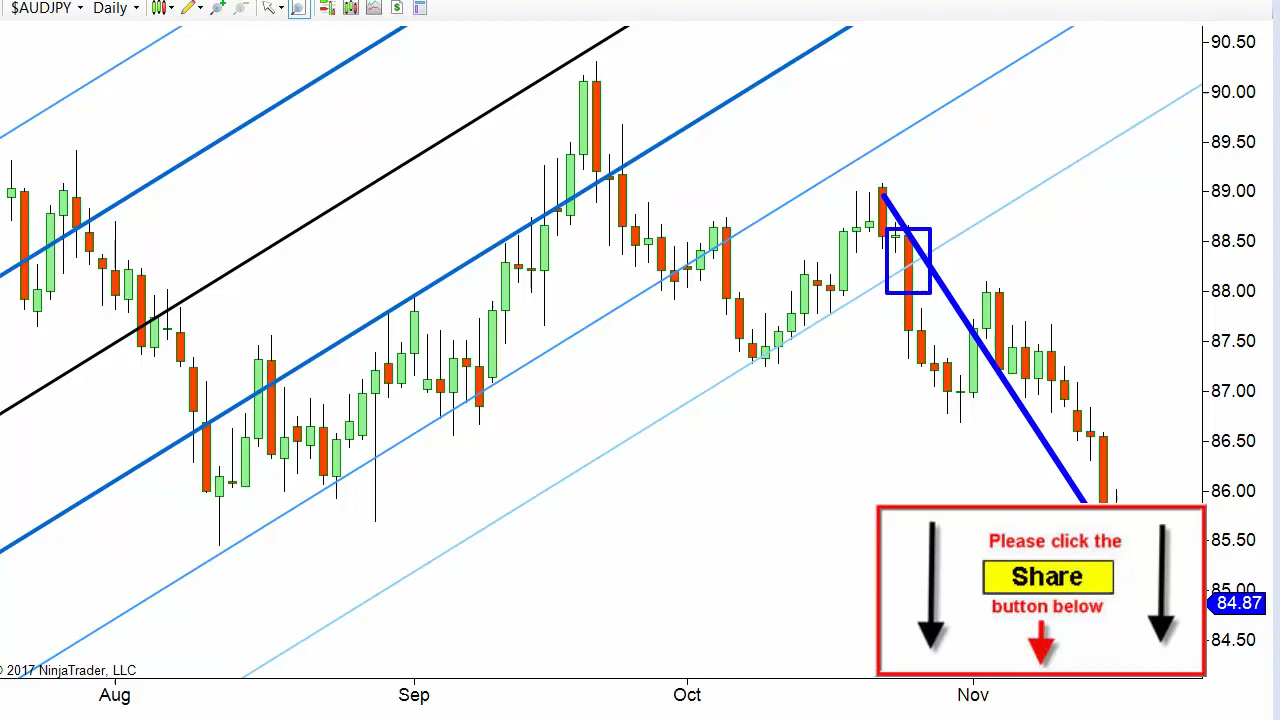 $AUDJPY Daily
90.50
90.00
89.50
89.00
88.50
88.00
87.50
87.00
86.50
86.00
85.50
85.00
84.87
84.50
Please click the
Share
button below
© 2017 NinjaTrader, LLC
Aug Sep Oct Nov